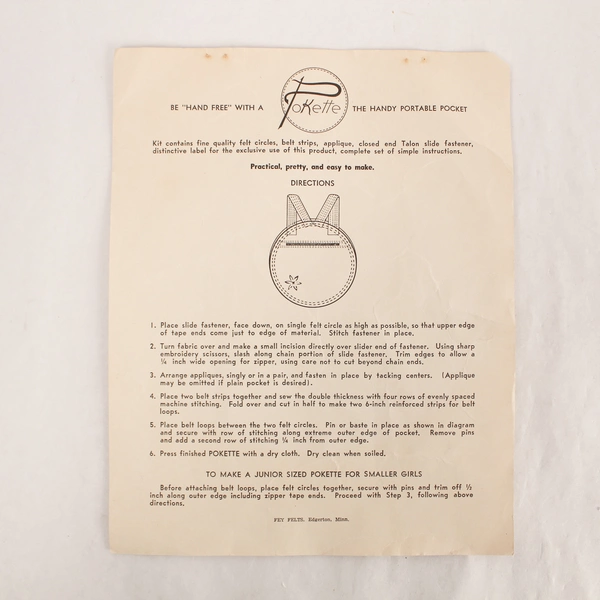 BE "HAND FREE" WITH A Pokette THE HANDY PORTABLE POCKET
Kit contains fine quality felt circles, belt strips, applique, closed end Talon slide fastener,
distinctive label for the exclusive use of this product, complete set of simple instructions.
Practical, pretty, and easy to make.
DIRECTIONS
1. Place slide fastener, face down, on single felt circle as high as possible, so that upper edge
of tape ends come just to edge of material. Stitch fastener in place.
2. Turn fabric over and make a small incision directly over slider end of fastener. Using sharp
embroidery scissors, slash along chain portion of slide fastener. Trim edges to allow a
¼ inch wide opening for zipper, using care not to cut beyond chain ends.
3. Arrange appliques, singly or in a pair, and fasten in place by tacking centers. (Applique
may be omitted if plain pocket is desired).
4. Place two belt strips together and sew the double thickness with four rows of evenly spaced
machine stitching. Fold over and cut in half to make two 6-inch reinforced strips for belt
loops.
5. Place belt loops between the two felt circles. Pin or baste in place as shown in diagram
and secure with row of stitching along extreme outer edge of pocket. Remove pins
and add a second row of stitching ¼ inch from outer edge.
6. Press finished POKETTE with a dry cloth. Dry clean when soiled.
TO MAKE A JUNIOR SIZED POKETTE FOR SMALLER GIRLS
Before attaching belt loops, place felt circles together, secure with pins and trim off ½
inch along outer edge including zipper tape ends. Proceed with Step 3, following above
directions.
FEY FELTS, Edgerton, Minn.